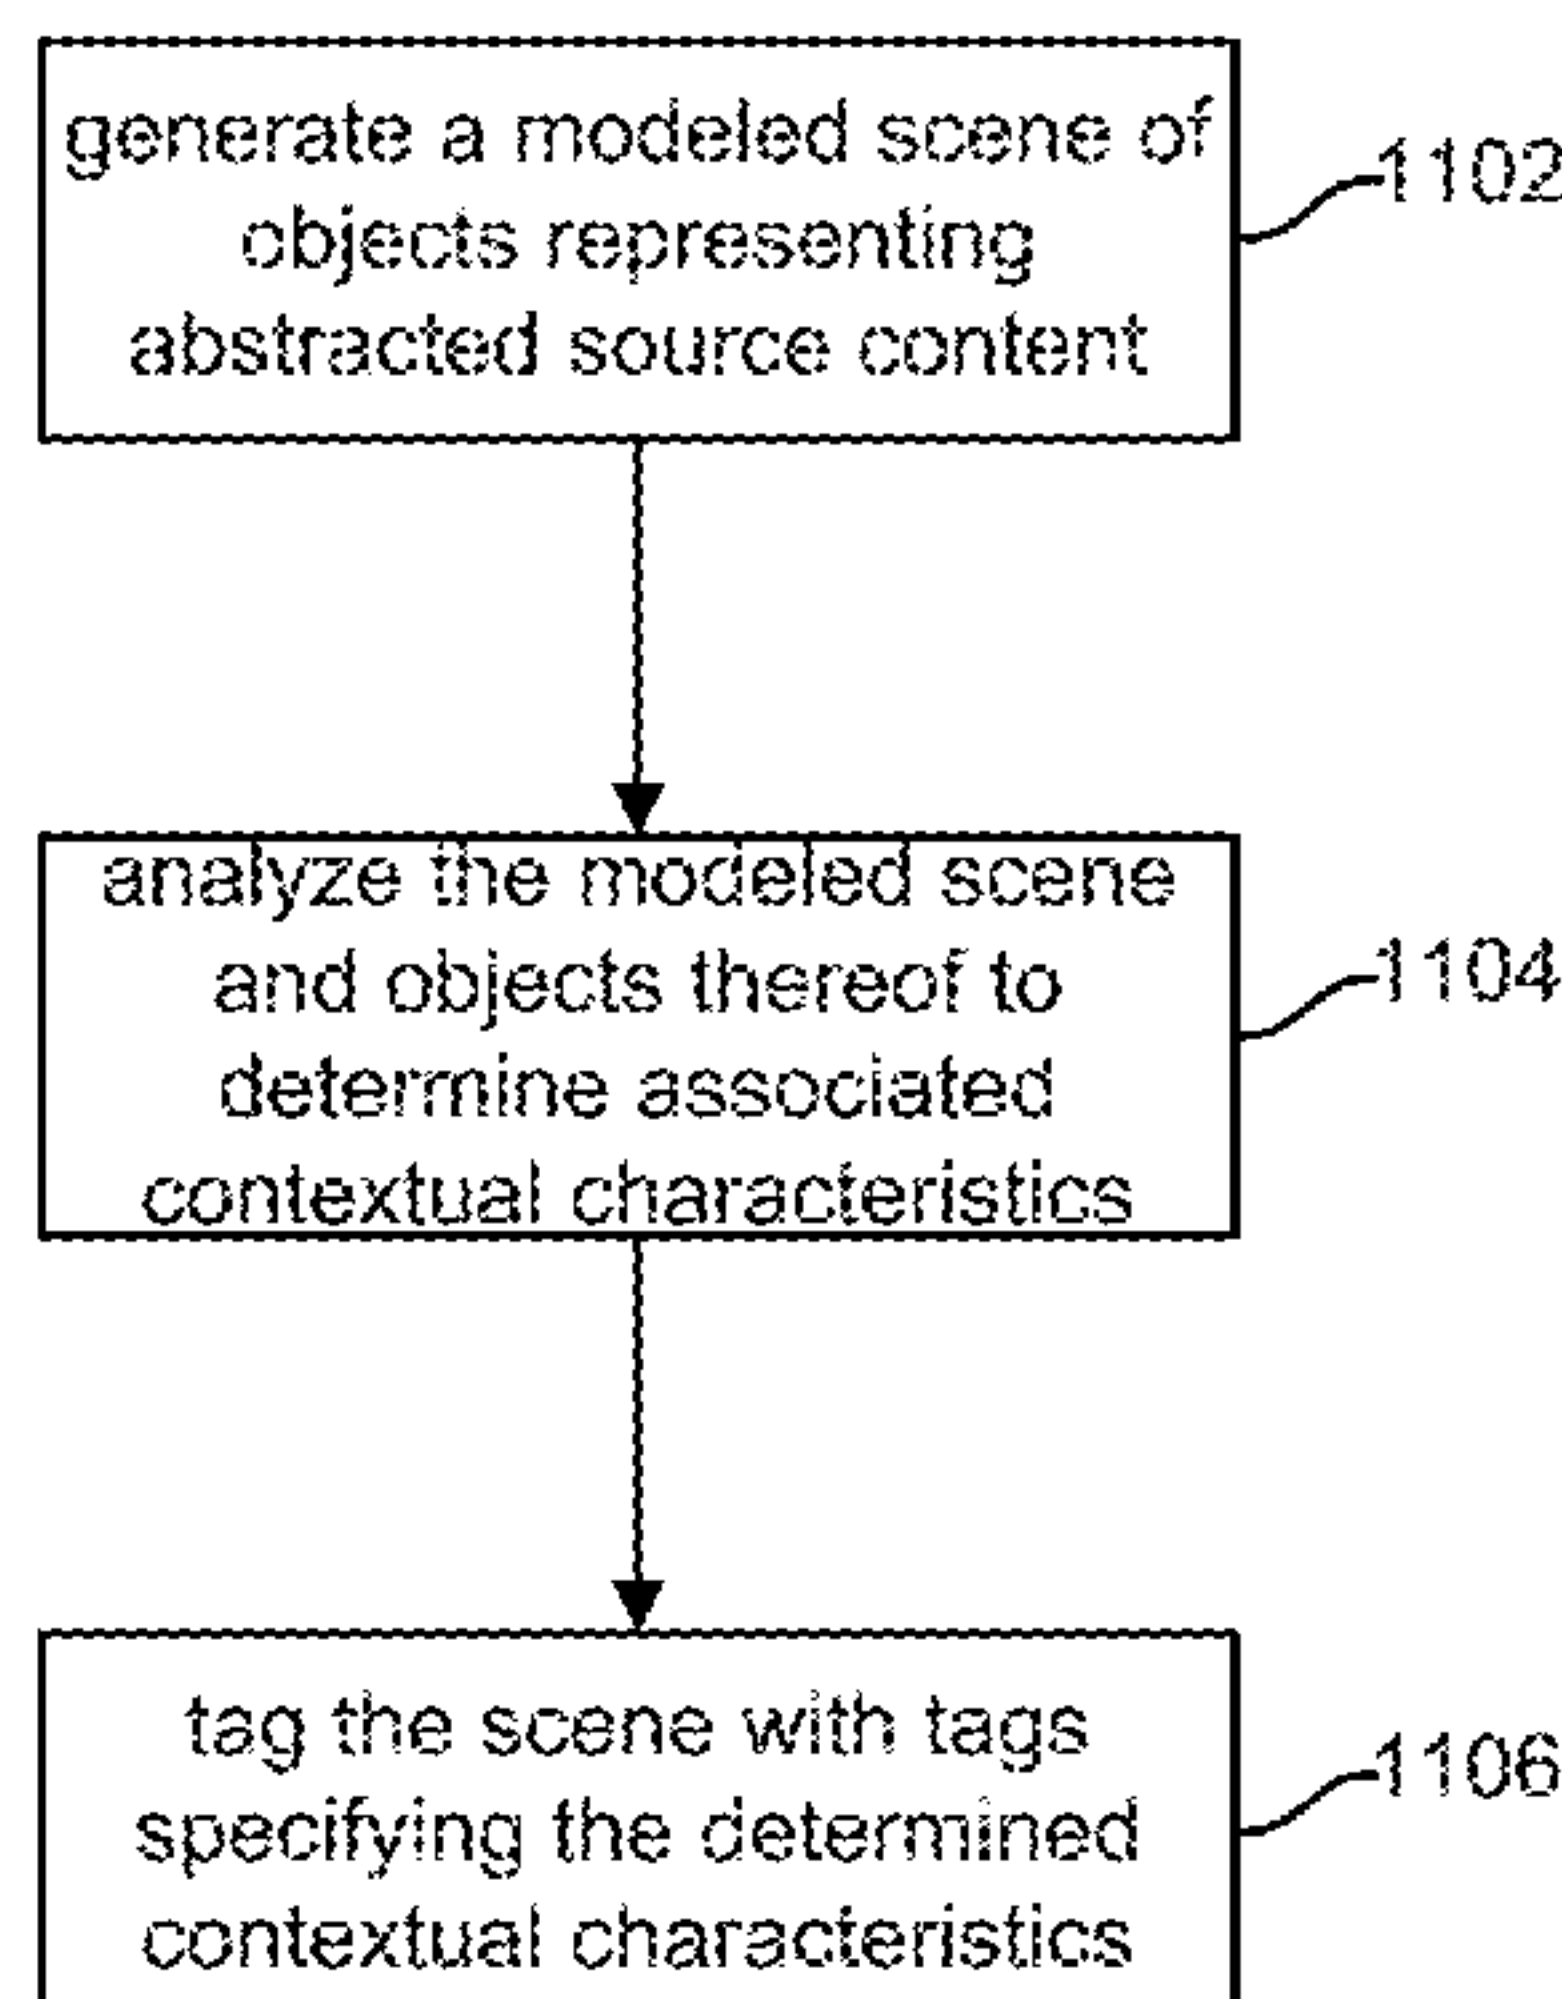 generate a modeled scene of
objects representing
abstracted source content
1102
analyze the modeled scene
and objects thereof to
determine associated
contextual characteristics
1104
tag the scene with tags
specifying the determined
contextual characteristics
1106